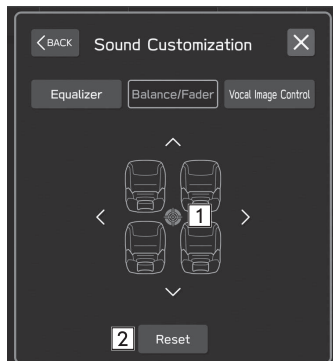 BACK Sound Customization
Equalizer Balance/Fader Vocal Image Control
1
2 Reset